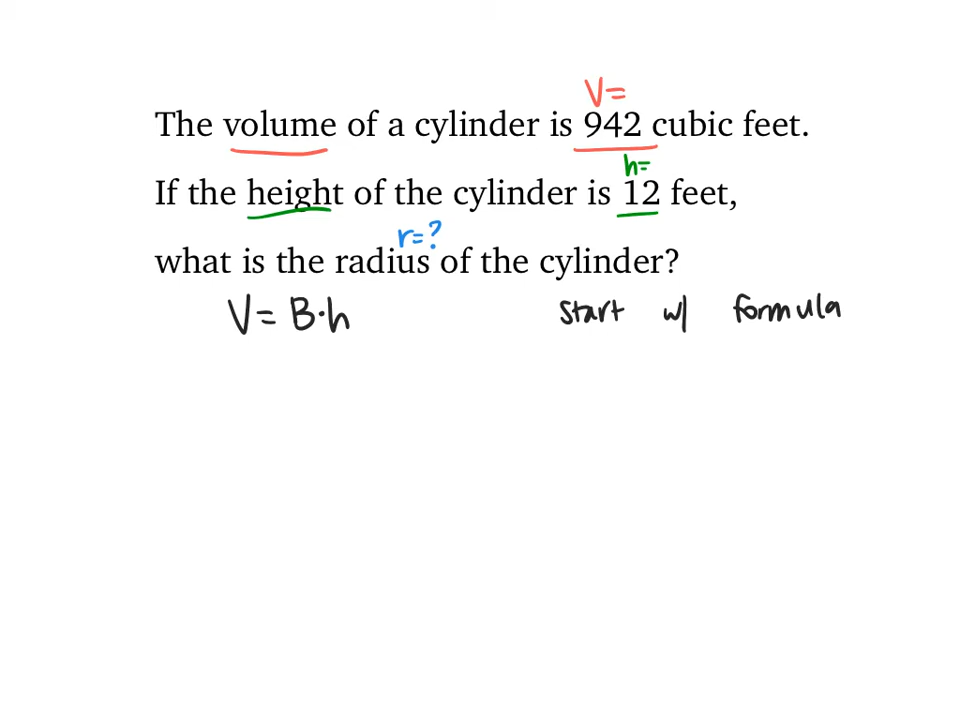 V=
The volume of a cylinder is 942 cubic feet.
h=
If the height of the cylinder is 12 feet,
r=?
what is the radius of the cylinder?
V = B·h start w/ formula